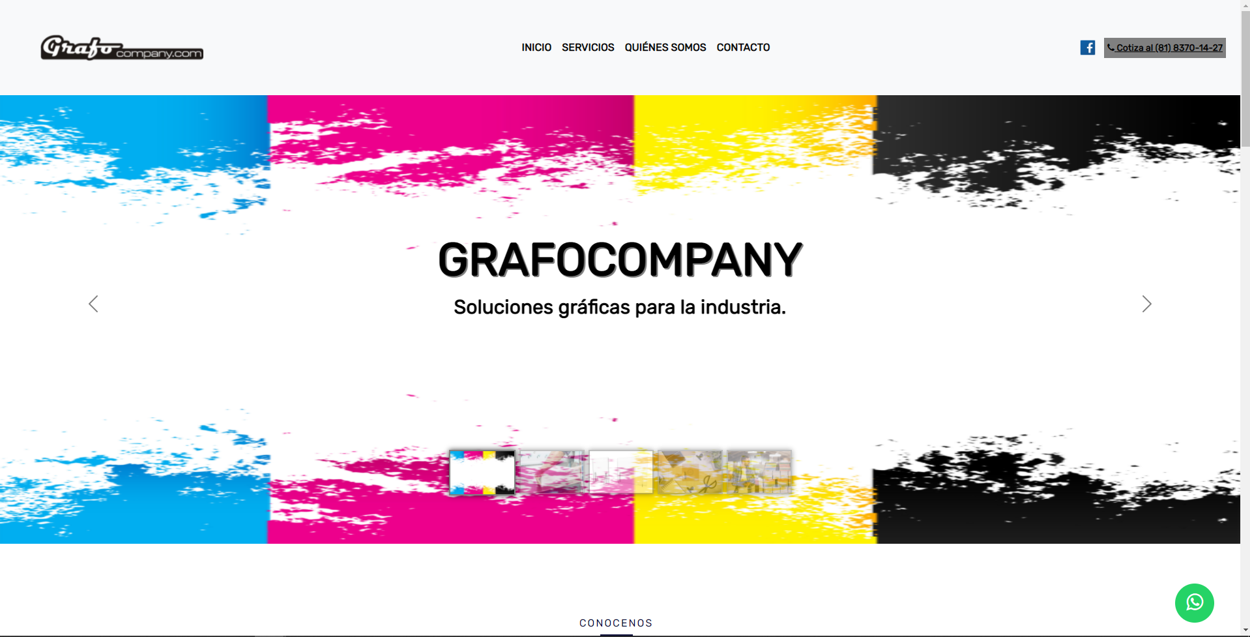 Grafo company.com
INICIO SERVICIOS QUIÉNES SOMOS CONTACTO
Cotiza al (81) 8370-14-27
GRAFOCOMPANY
Soluciones gráficas para la industria.
CONOCENOS